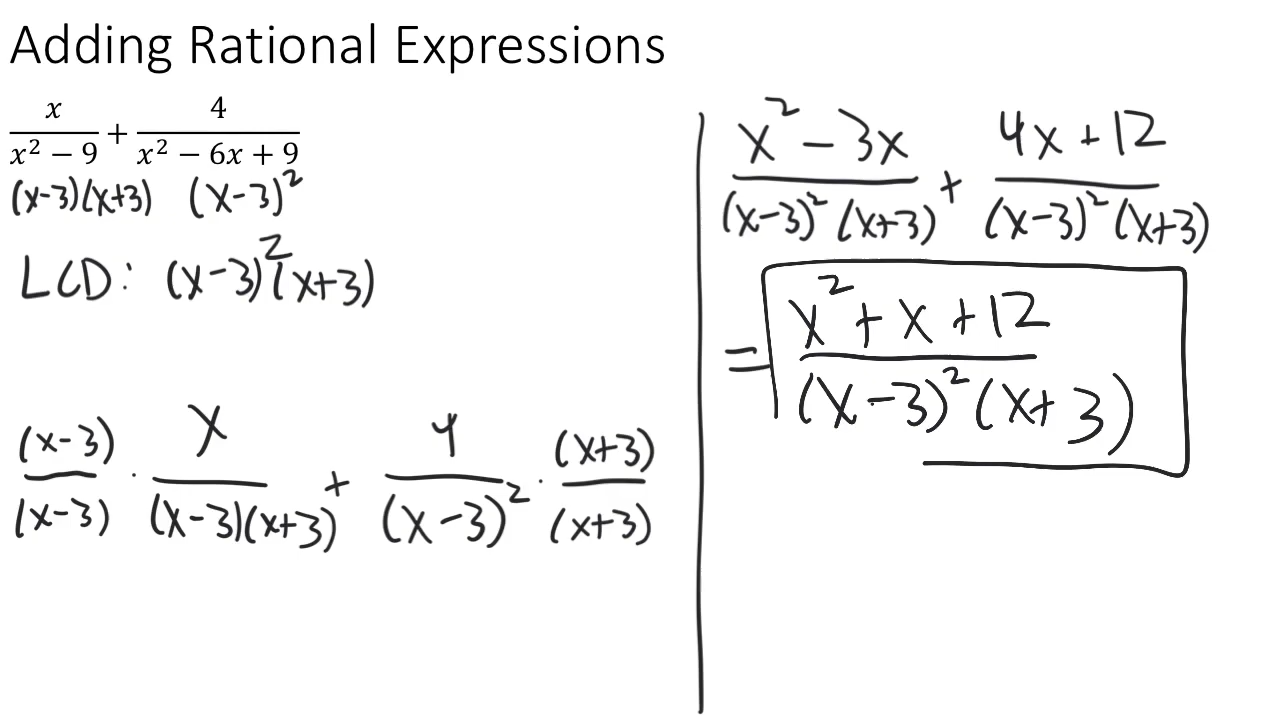 Adding Rational Expressions
x/(x² − 9) + 4/(x² − 6x + 9)
(x-3)(x+3) (x-3)²
LCD: (x-3)²(x+3)
(x-3)/(x-3) · x/((x-3)(x+3)) + 4/(x-3)² · (x+3)/(x+3)
(x² - 3x)/((x-3)²(x+3)) + (4x+12)/((x-3)²(x+3))
= (x² + x + 12)/((x-3)²(x+3))